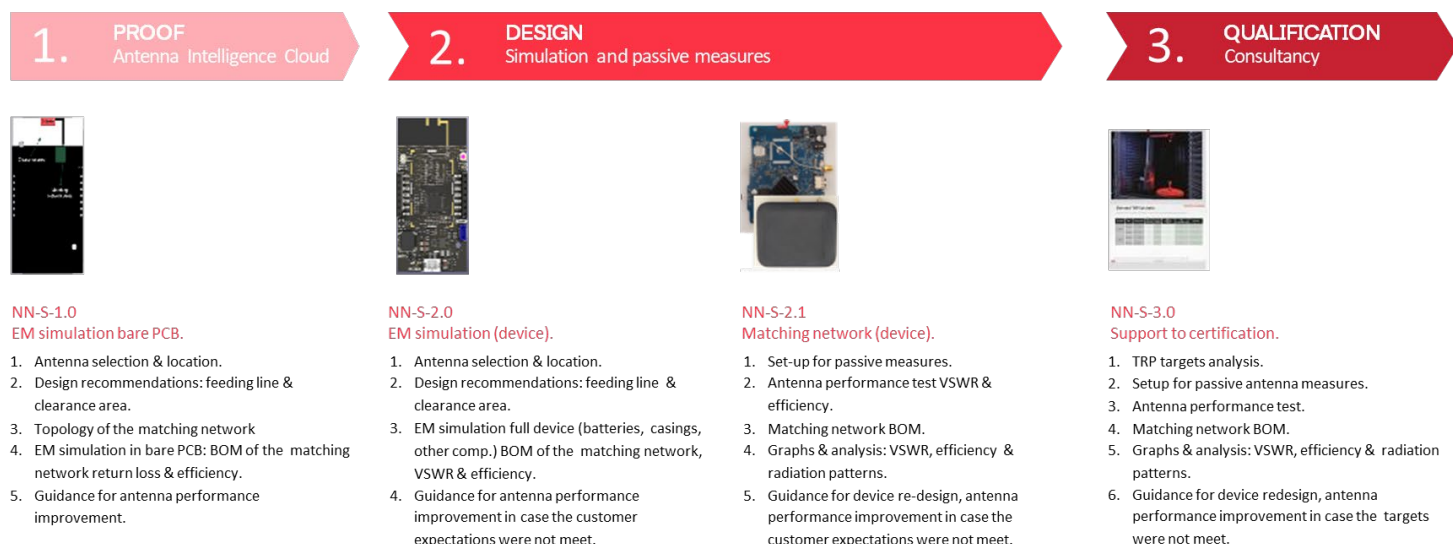 1.
PROOF
Antenna Intelligence Cloud
2.
DESIGN
Simulation and passive measures
3.
QUALIFICATION
Consultancy
NN-S-1.0
EM simulation bare PCB.
1. Antenna selection & location.
2. Design recommendations: feeding line &
clearance area.
3. Topology of the matching network
4. EM simulation in bare PCB: BOM of the matching
network return loss & efficiency.
5. Guidance for antenna performance
improvement.
NN-S-2.0
EM simulation (device).
1. Antenna selection & location.
2. Design recommendations: feeding line &
clearance area.
3. EM simulation full device (batteries, casings,
other comp.) BOM of the matching network,
VSWR & efficiency.
4. Guidance for antenna performance
improvement in case the customer
expectations were not meet.
NN-S-2.1
Matching network (device).
1. Set-up for passive measures.
2. Antenna performance test VSWR &
efficiency.
3. Matching network BOM.
4. Graphs & analysis: VSWR, efficiency &
radiation patterns.
5. Guidance for device re-design, antenna
performance improvement in case the
customer expectations were not meet.
NN-S-3.0
Support to certification.
1. TRP targets analysis.
2. Setup for passive antenna measures.
3. Antenna performance test.
4. Matching network BOM.
5. Graphs & analysis: VSWR, efficiency & radiation
patterns.
6. Guidance for device redesign, antenna
performance improvement in case the targets
were not meet.